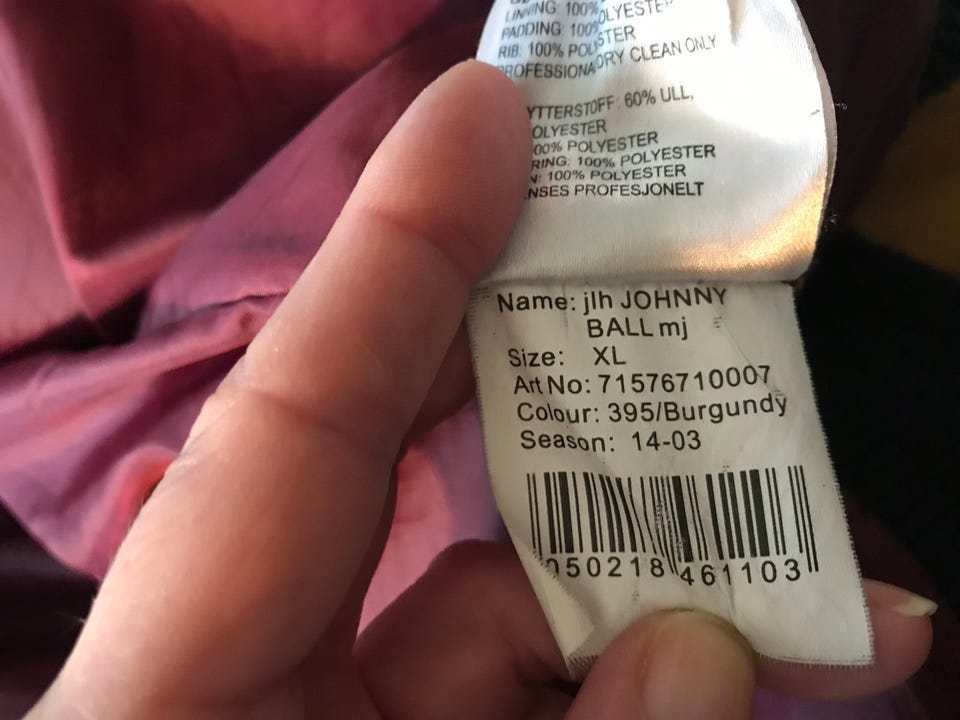 LINNING: 100% POLYESTER
PADDING: 100% POLYESTER
RIB: 100% POLYESTER
PROFESSIONAL DRY CLEAN ONLY
YTTERSTOFF: 60% ULL,
POLYESTER
100% POLYESTER
RING: 100% POLYESTER
N: 100% POLYESTER
ENSES PROFESJONELT
Name: jlh JOHNNY
BALL mj
Size: XL
Art No: 71576710007
Colour: 395/Burgundy
Season: 14-03
050218 461103